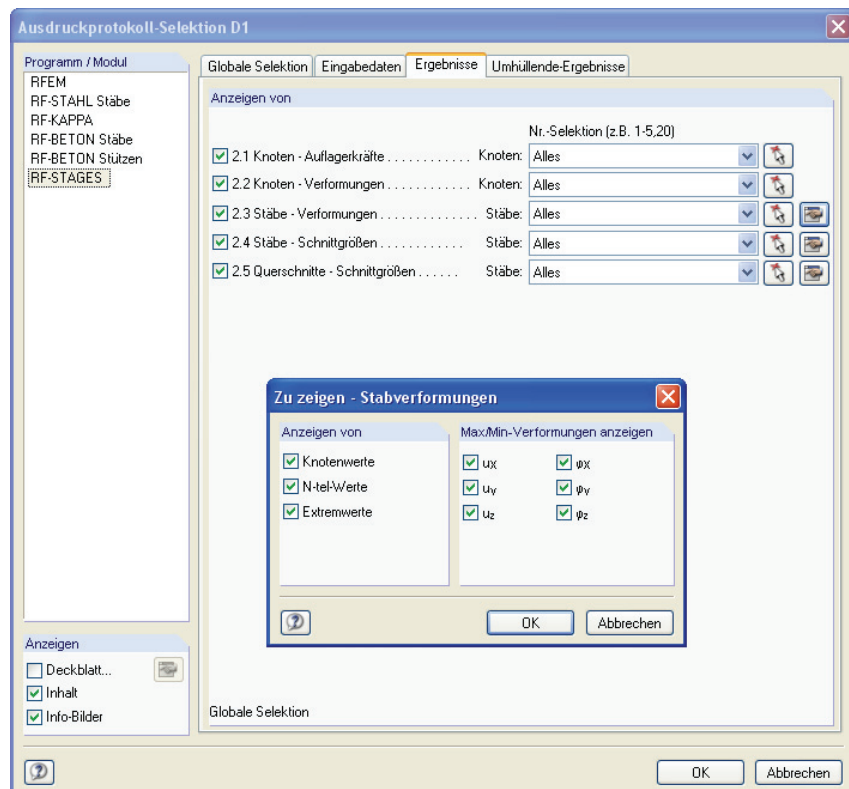 Ausdruckprotokoll-Selektion D1
Programm / Modul
RFEM
RF-STAHL Stäbe
RF-KAPPA
RF-BETON Stäbe
RF-BETON Stützen
RF-STAGES
Globale Selektion Eingabedaten Ergebnisse Umhüllende-Ergebnisse
Anzeigen von
Nr.-Selektion (z.B. 1-5,20)
2.1 Knoten - Auflagerkräfte . . . . . . . . . . . . Knoten: Alles
2.2 Knoten - Verformungen . . . . . . . . . . . . Knoten: Alles
2.3 Stäbe - Verformungen . . . . . . . . . . . . . . Stäbe: Alles
2.4 Stäbe - Schnittgrößen . . . . . . . . . . . . Stäbe: Alles
2.5 Querschnitte - Schnittgrößen . . . . . . Stäbe: Alles
Zu zeigen - Stabverformungen
Anzeigen von
Knotenwerte
N-tel-Werte
Extremwerte
Max/Min-Verformungen anzeigen
uX φX
uY φY
uZ φZ
OK Abbrechen
Anzeigen
Deckblatt...
Inhalt
Info-Bilder
Globale Selektion
OK Abbrechen